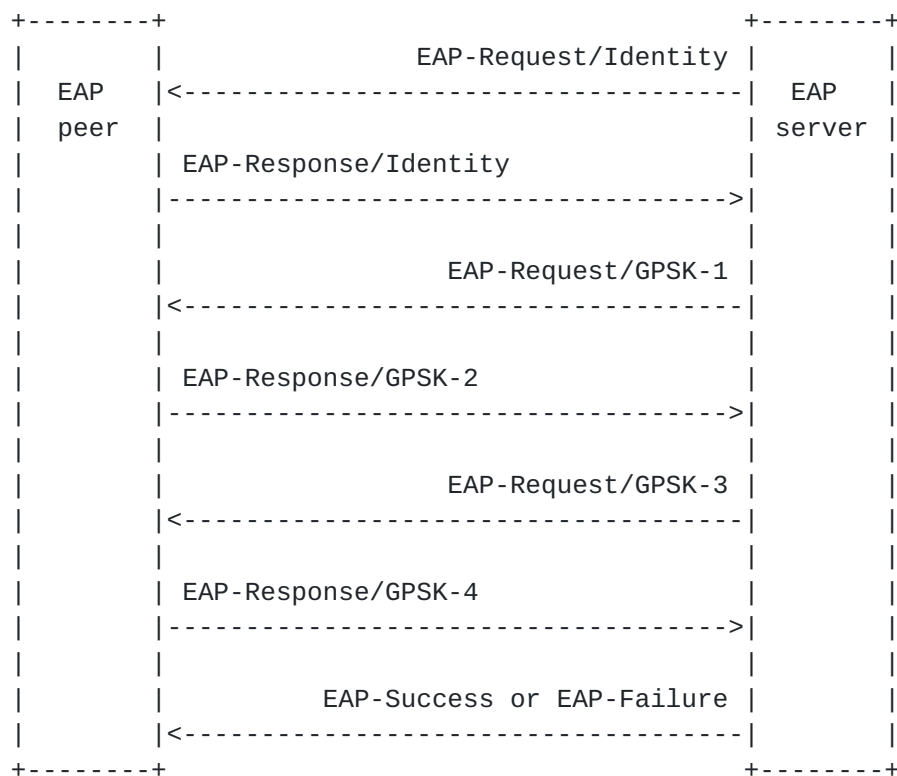 +--------+                                     +--------+
|        |                EAP-Request/Identity |        |
|  EAP   |<------------------------------------|  EAP   |
|  peer  |                                     | server |
|        | EAP-Response/Identity               |        |
|        |------------------------------------>|        |
|        |                                     |        |
|        |                  EAP-Request/GPSK-1 |        |
|        |<------------------------------------|        |
|        |                                     |        |
|        | EAP-Response/GPSK-2                 |        |
|        |------------------------------------>|        |
|        |                                     |        |
|        |                  EAP-Request/GPSK-3 |        |
|        |<------------------------------------|        |
|        |                                     |        |
|        | EAP-Response/GPSK-4                 |        |
|        |------------------------------------>|        |
|        |                                     |        |
|        |          EAP-Success or EAP-Failure |        |
|        |<------------------------------------|        |
+--------+                                     +--------+